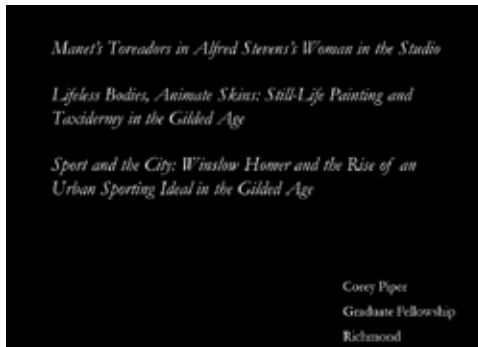 Manet's Toreadors in Alfred Stevens's Woman in the Studio
Lifeless Bodies, Animate Skins: Still-Life Painting and
Taxidermy in the Gilded Age
Sport and the City: Winslow Homer and the Rise of an
Urban Sporting Ideal in the Gilded Age
Corey Piper
Graduate Fellowship
Richmond